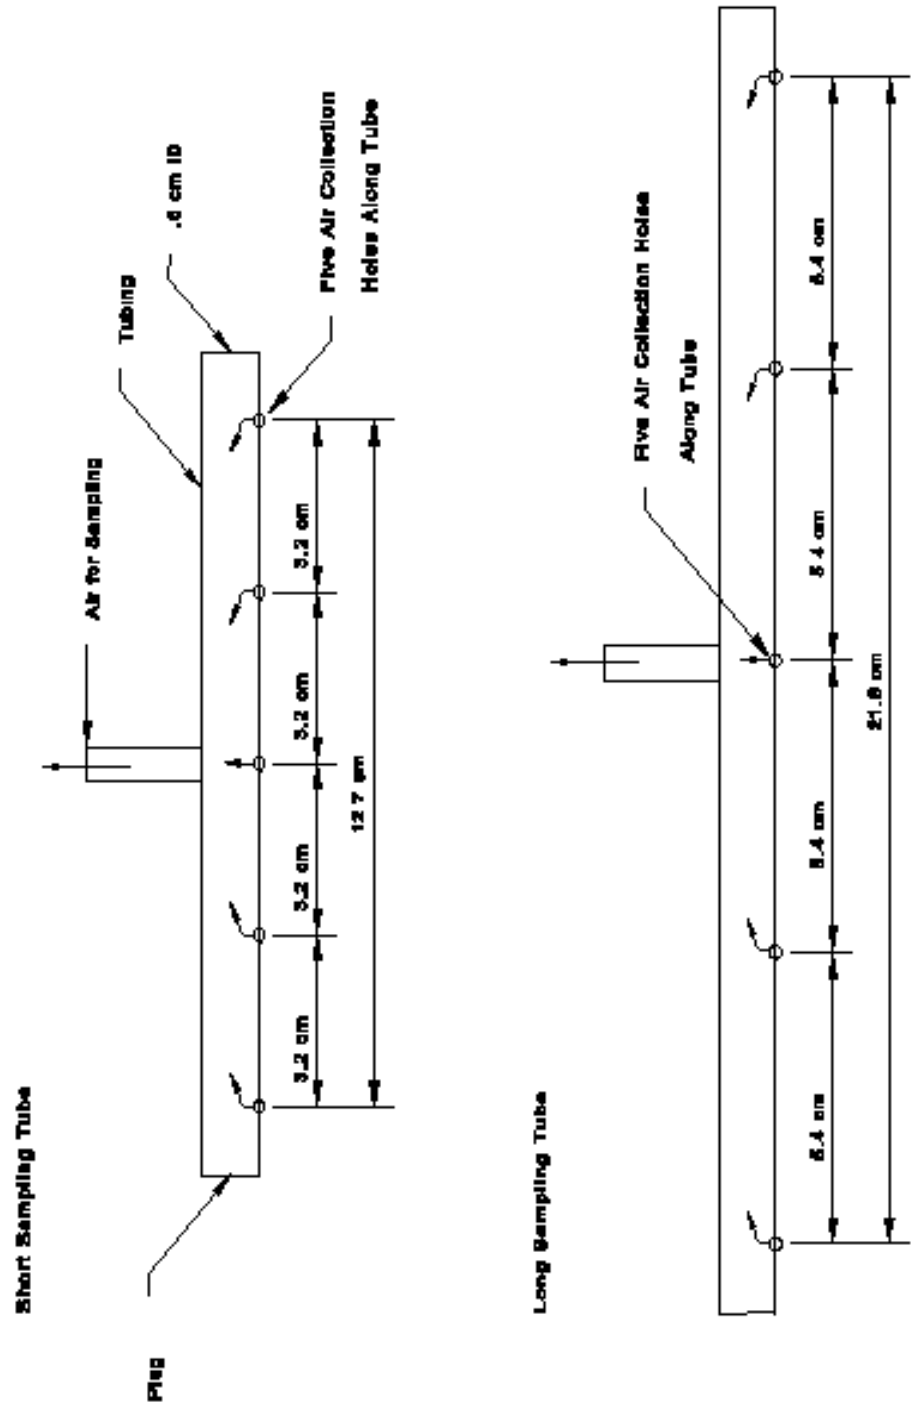 Short Sampling Tube
Air for Sampling
Tubing
.6 cm ID
Plug
Five Air Collection
Holes Along Tube
3.2 cm
3.2 cm
3.2 cm
3.2 cm
12.7 cm
Long Sampling Tube
Five Air Collection Holes
Along Tube
5.4 cm
5.4 cm
5.4 cm
5.4 cm